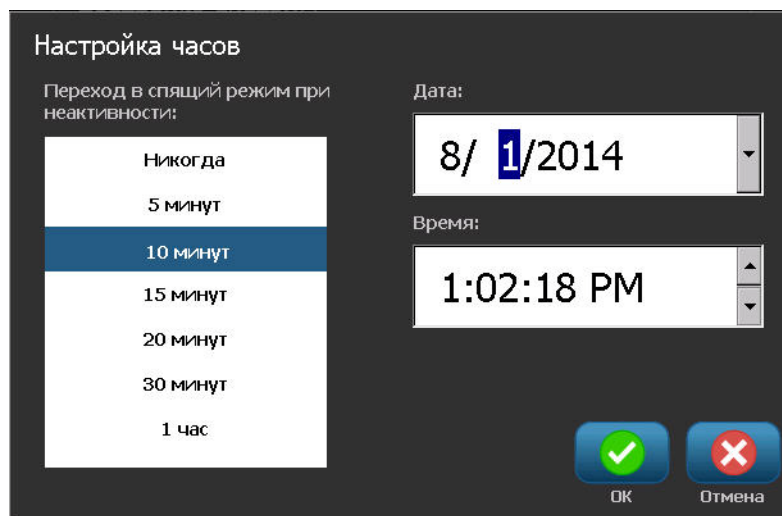 Настройка часов
Переход в спящий режим при
неактивности:
Никогда
5 минут
10 минут
15 минут
20 минут
30 минут
1 час
Дата:
8/ 1/2014
Время:
1:02:18 PM
ОК
Отмена